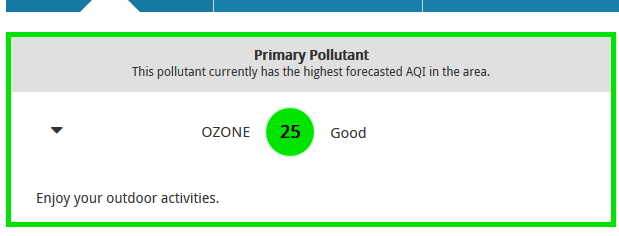 Primary Pollutant
This pollutant currently has the highest forecasted AQI in the area.
OZONE 25 Good
Enjoy your outdoor activities.